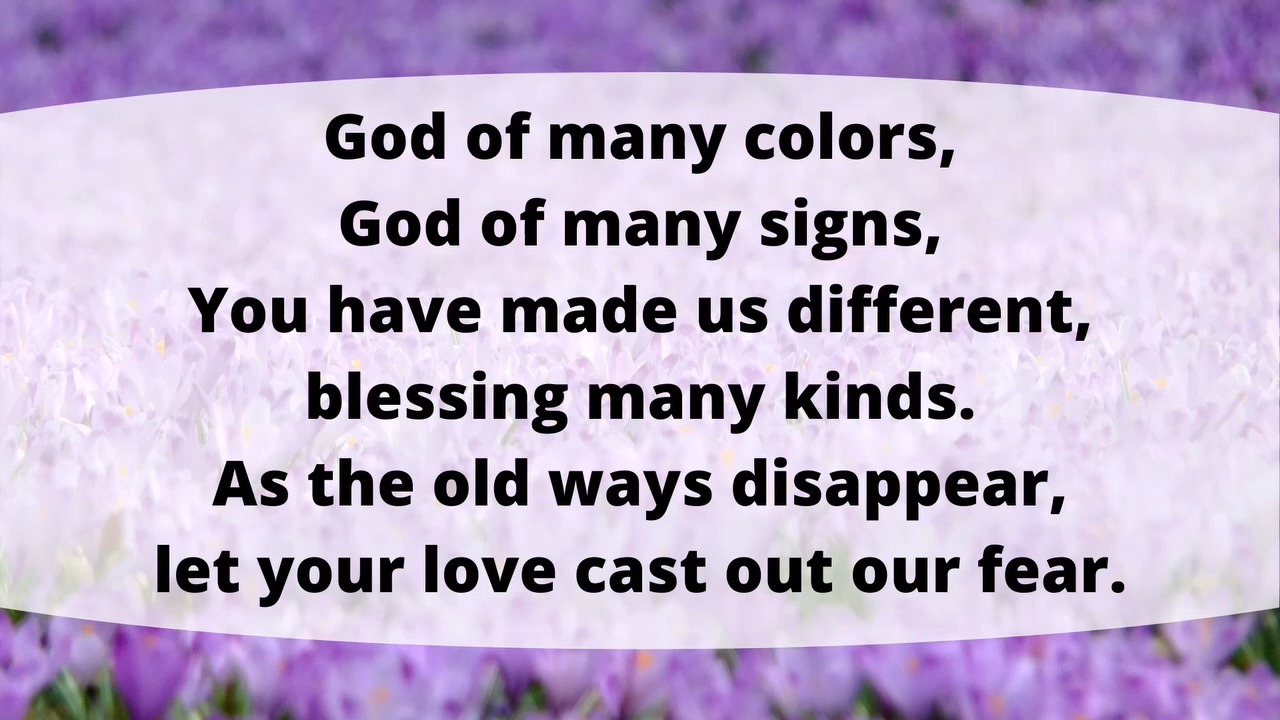 God of many colors,
God of many signs,
You have made us different,
blessing many kinds.
As the old ways disappear,
let your love cast out our fear.